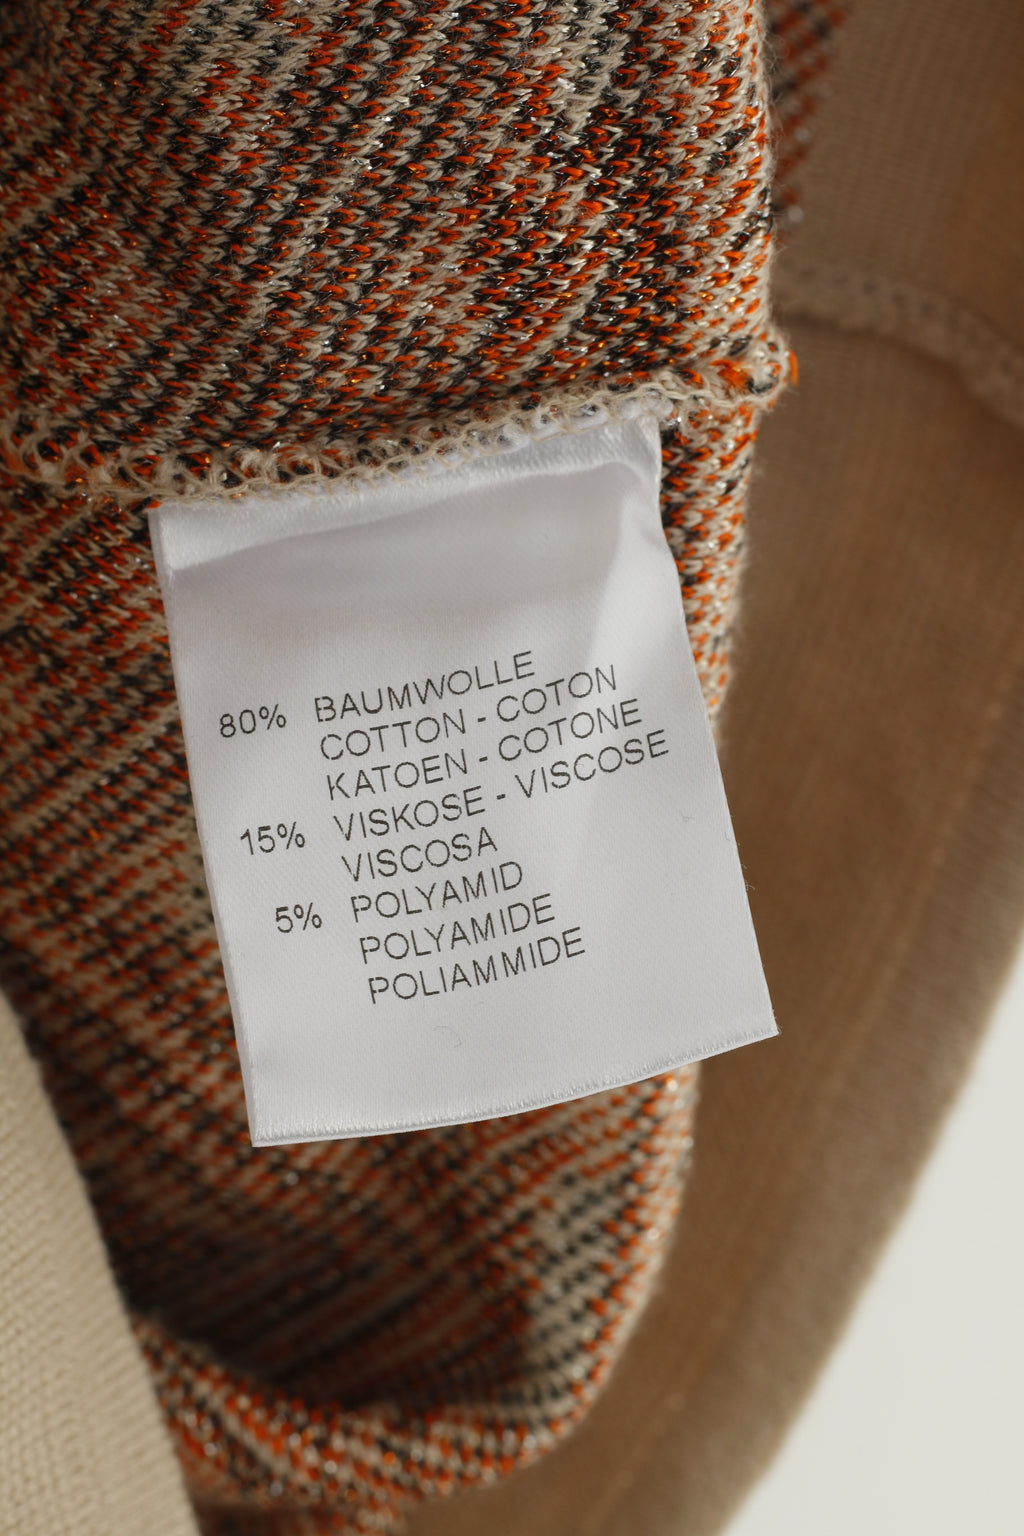 80% BAUMWOLLE
COTTON - COTON
KATOEN - COTONE
15% VISKOSE - VISCOSE
VISCOSA
5% POLYAMID
POLYAMIDE
POLIAMMIDE